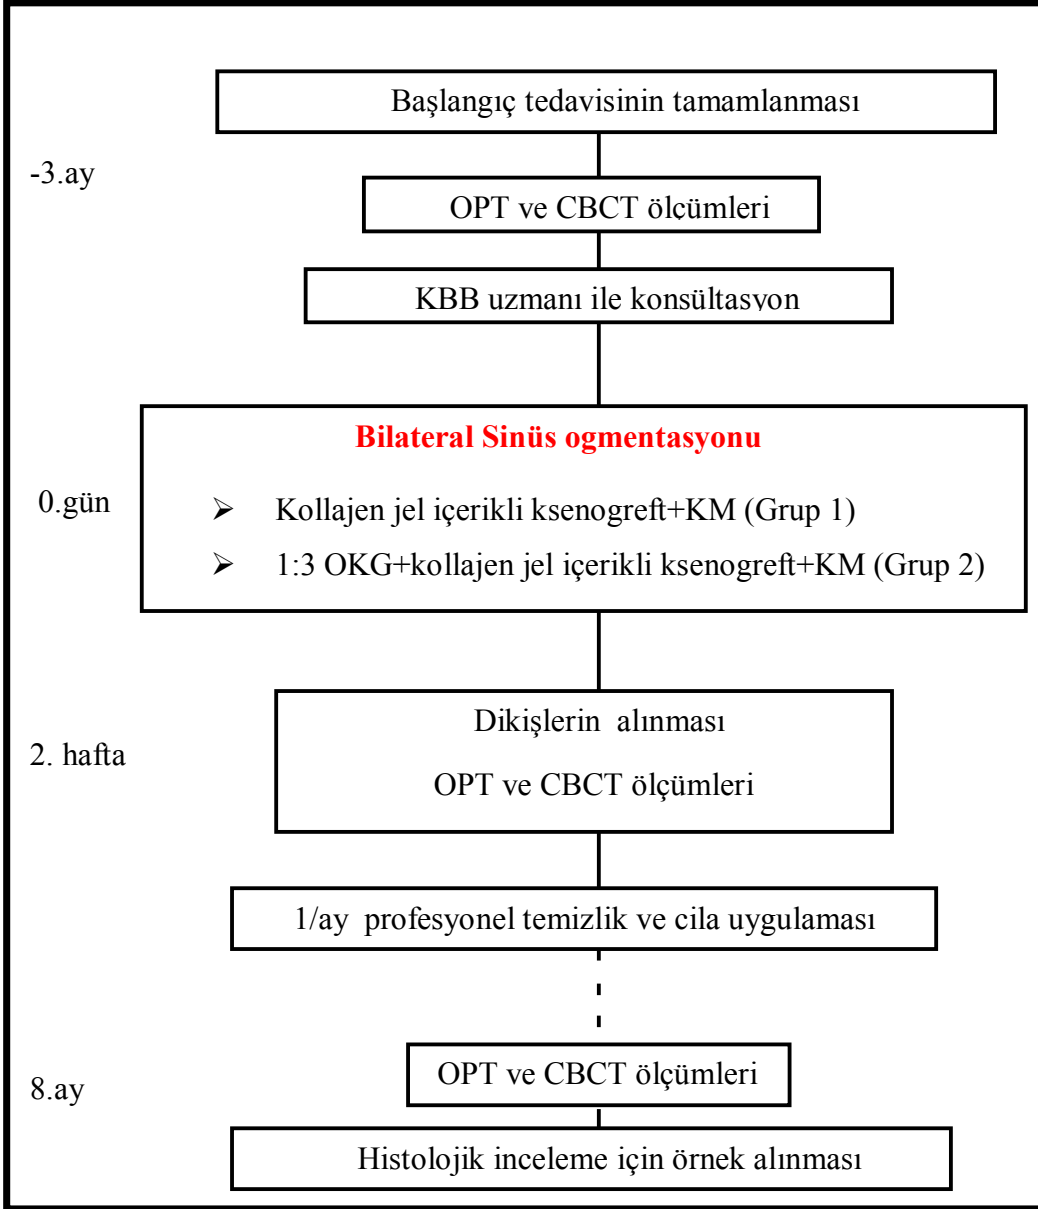 Başlangıç tedavisinin tamamlanması
-3.ay
OPT ve CBCT ölçümleri
KBB uzmanı ile konsültasyon
Bilateral Sinüs ogmentasyonu
0.gün
➢ Kollajen jel içerikli ksenogreft+KM (Grup 1)
➢ 1:3 OKG+kollajen jel içerikli ksenogreft+KM (Grup 2)
Dikişlerin alınması
2. hafta
OPT ve CBCT ölçümleri
1/ay profesyonel temizlik ve cila uygulaması
OPT ve CBCT ölçümleri
8.ay
Histolojik inceleme için örnek alınması